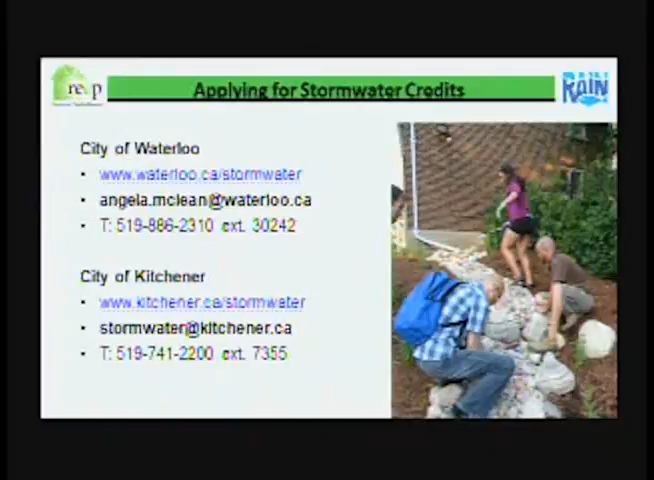 reep
Applying for Stormwater Credits
RAIN
City of Waterloo
• www.waterloo.ca/stormwater
• angela.mclean@waterloo.ca
• T: 519-886-2310 ext. 30242
City of Kitchener
• www.kitchener.ca/stormwater
• stormwater@kitchener.ca
• T: 519-741-2200 ext. 7355